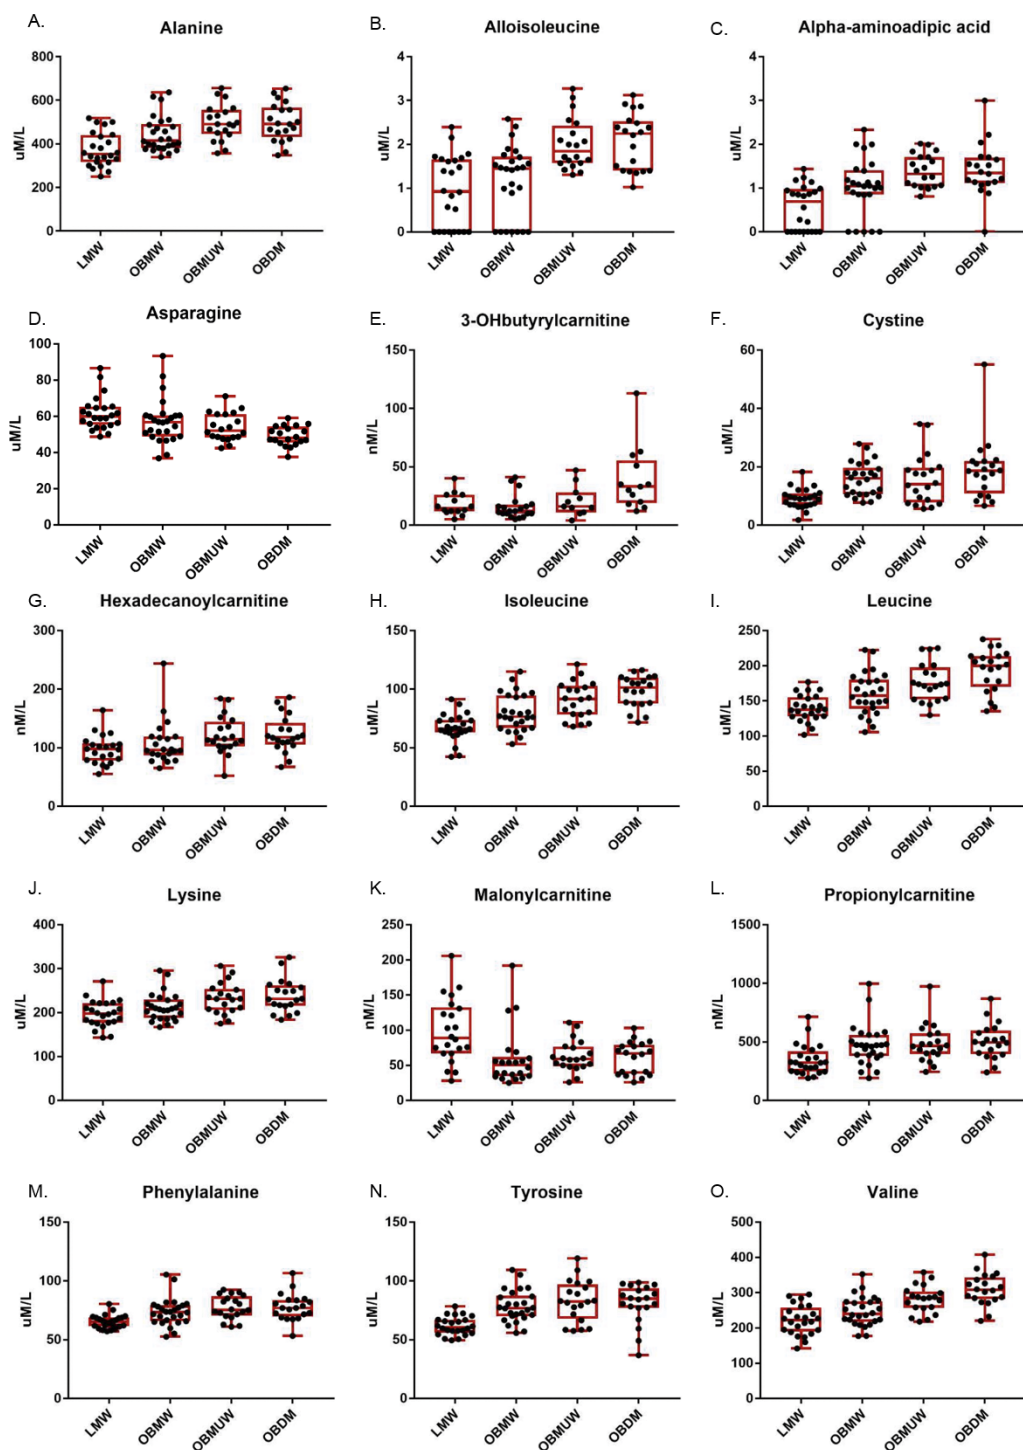 A.
Alanine
800
600
400
200
0
uM/L
LMW
OBMW
OBMUW
OBDM
B.
Alloisoleucine
4
3
2
1
0
uM/L
LMW
OBMW
OBMUW
OBDM
C.
Alpha-aminoadipic acid
4
3
2
1
0
uM/L
LMW
OBMW
OBMUW
OBDM
D.
Asparagine
100
80
60
40
20
0
uM/L
LMW
OBMW
OBMUW
OBDM
E.
3-OHbutyrylcarnitine
150
100
50
0
nM/L
LMW
OBMW
OBMUW
OBDM
F.
Cystine
60
40
20
0
uM/L
LMW
OBMW
OBMUW
OBDM
G.
Hexadecanoylcarnitine
300
200
100
0
nM/L
LMW
OBMW
OBMUW
OBDM
H.
Isoleucine
150
100
50
0
uM/L
LMW
OBMW
OBMUW
OBDM
I.
Leucine
250
200
150
100
50
0
uM/L
LMW
OBMW
OBMUW
OBDM
J.
Lysine
400
300
200
100
0
uM/L
LMW
OBMW
OBMUW
OBDM
K.
Malonylcarnitine
250
200
150
100
50
0
nM/L
LMW
OBMW
OBMUW
OBDM
L.
Propionylcarnitine
1500
1000
500
0
nM/L
LMW
OBMW
OBMUW
OBDM
M.
Phenylalanine
150
100
50
0
uM/L
LMW
OBMW
OBMUW
OBDM
N.
Tyrosine
150
100
50
0
uM/L
LMW
OBMW
OBMUW
OBDM
O.
Valine
500
400
300
200
100
0
uM/L
LMW
OBMW
OBMUW
OBDM